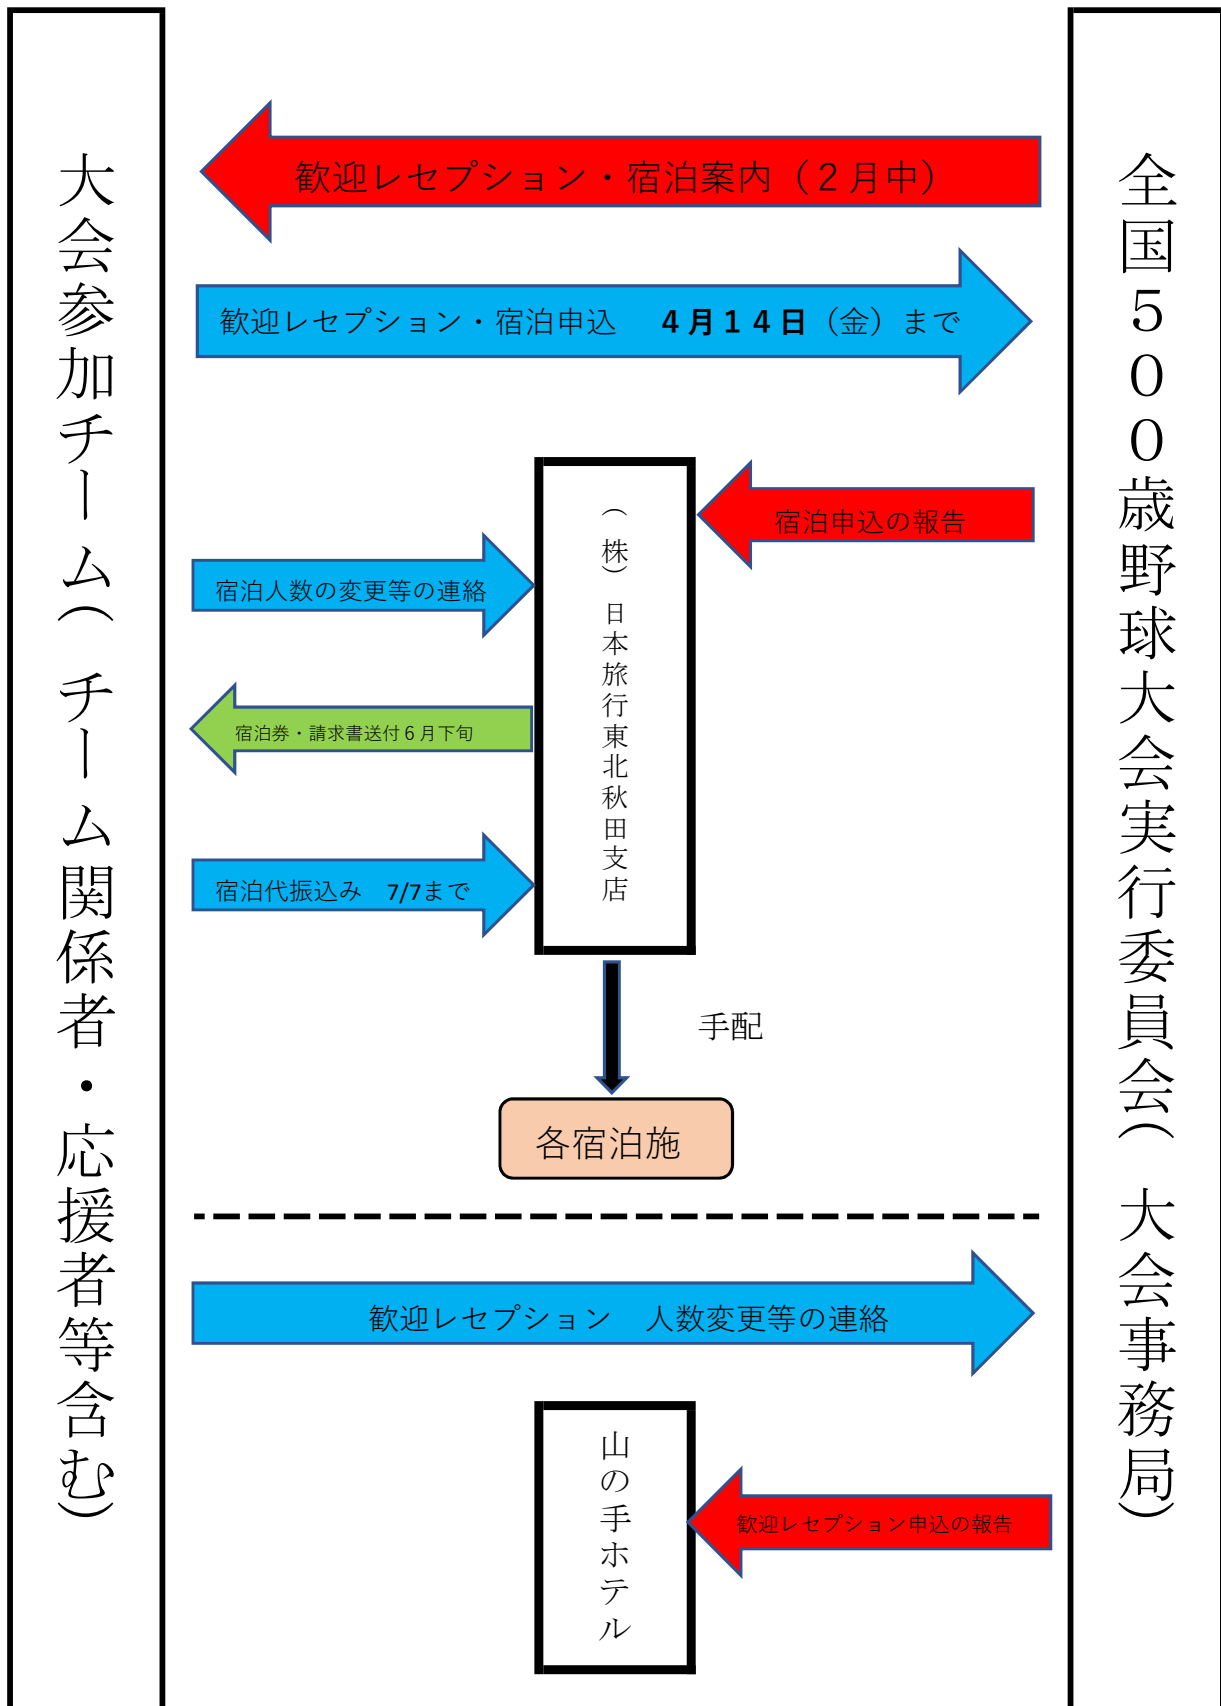 大会参加チーム(チーム関係者・応援者等含む)
全国500歳野球大会実行委員会(大会事務局)
歓迎レセプション・宿泊案内（２月中）
歓迎レセプション・宿泊申込　４月１４日（金）まで
（株）日本旅行東北秋田支店
宿泊申込の報告
宿泊人数の変更等の連絡
宿泊券・請求書送付６月下旬
宿泊代振込み　7/7まで
手配
各宿泊施
歓迎レセプション　人数変更等の連絡
山の手ホテル
歓迎レセプション申込の報告